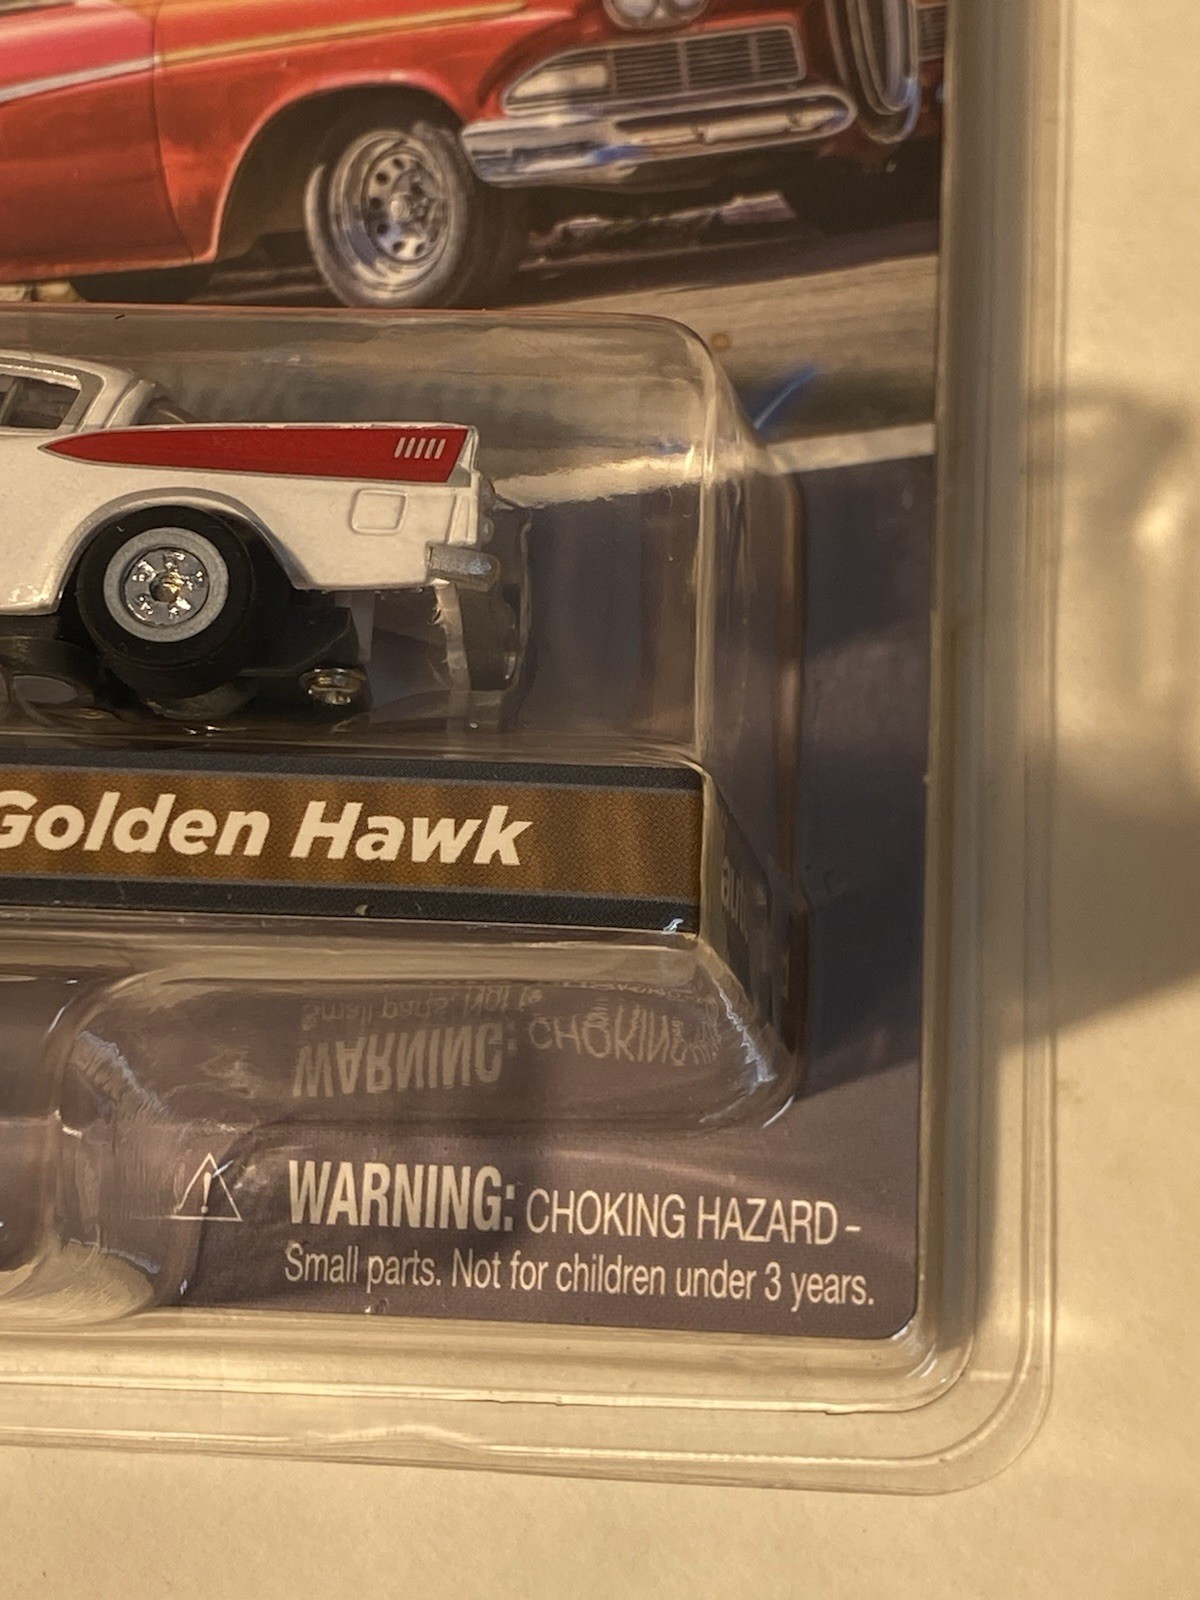 Golden Hawk
WARNING: CHOKING HAZARD -
Small parts. Not for children under 3 years.